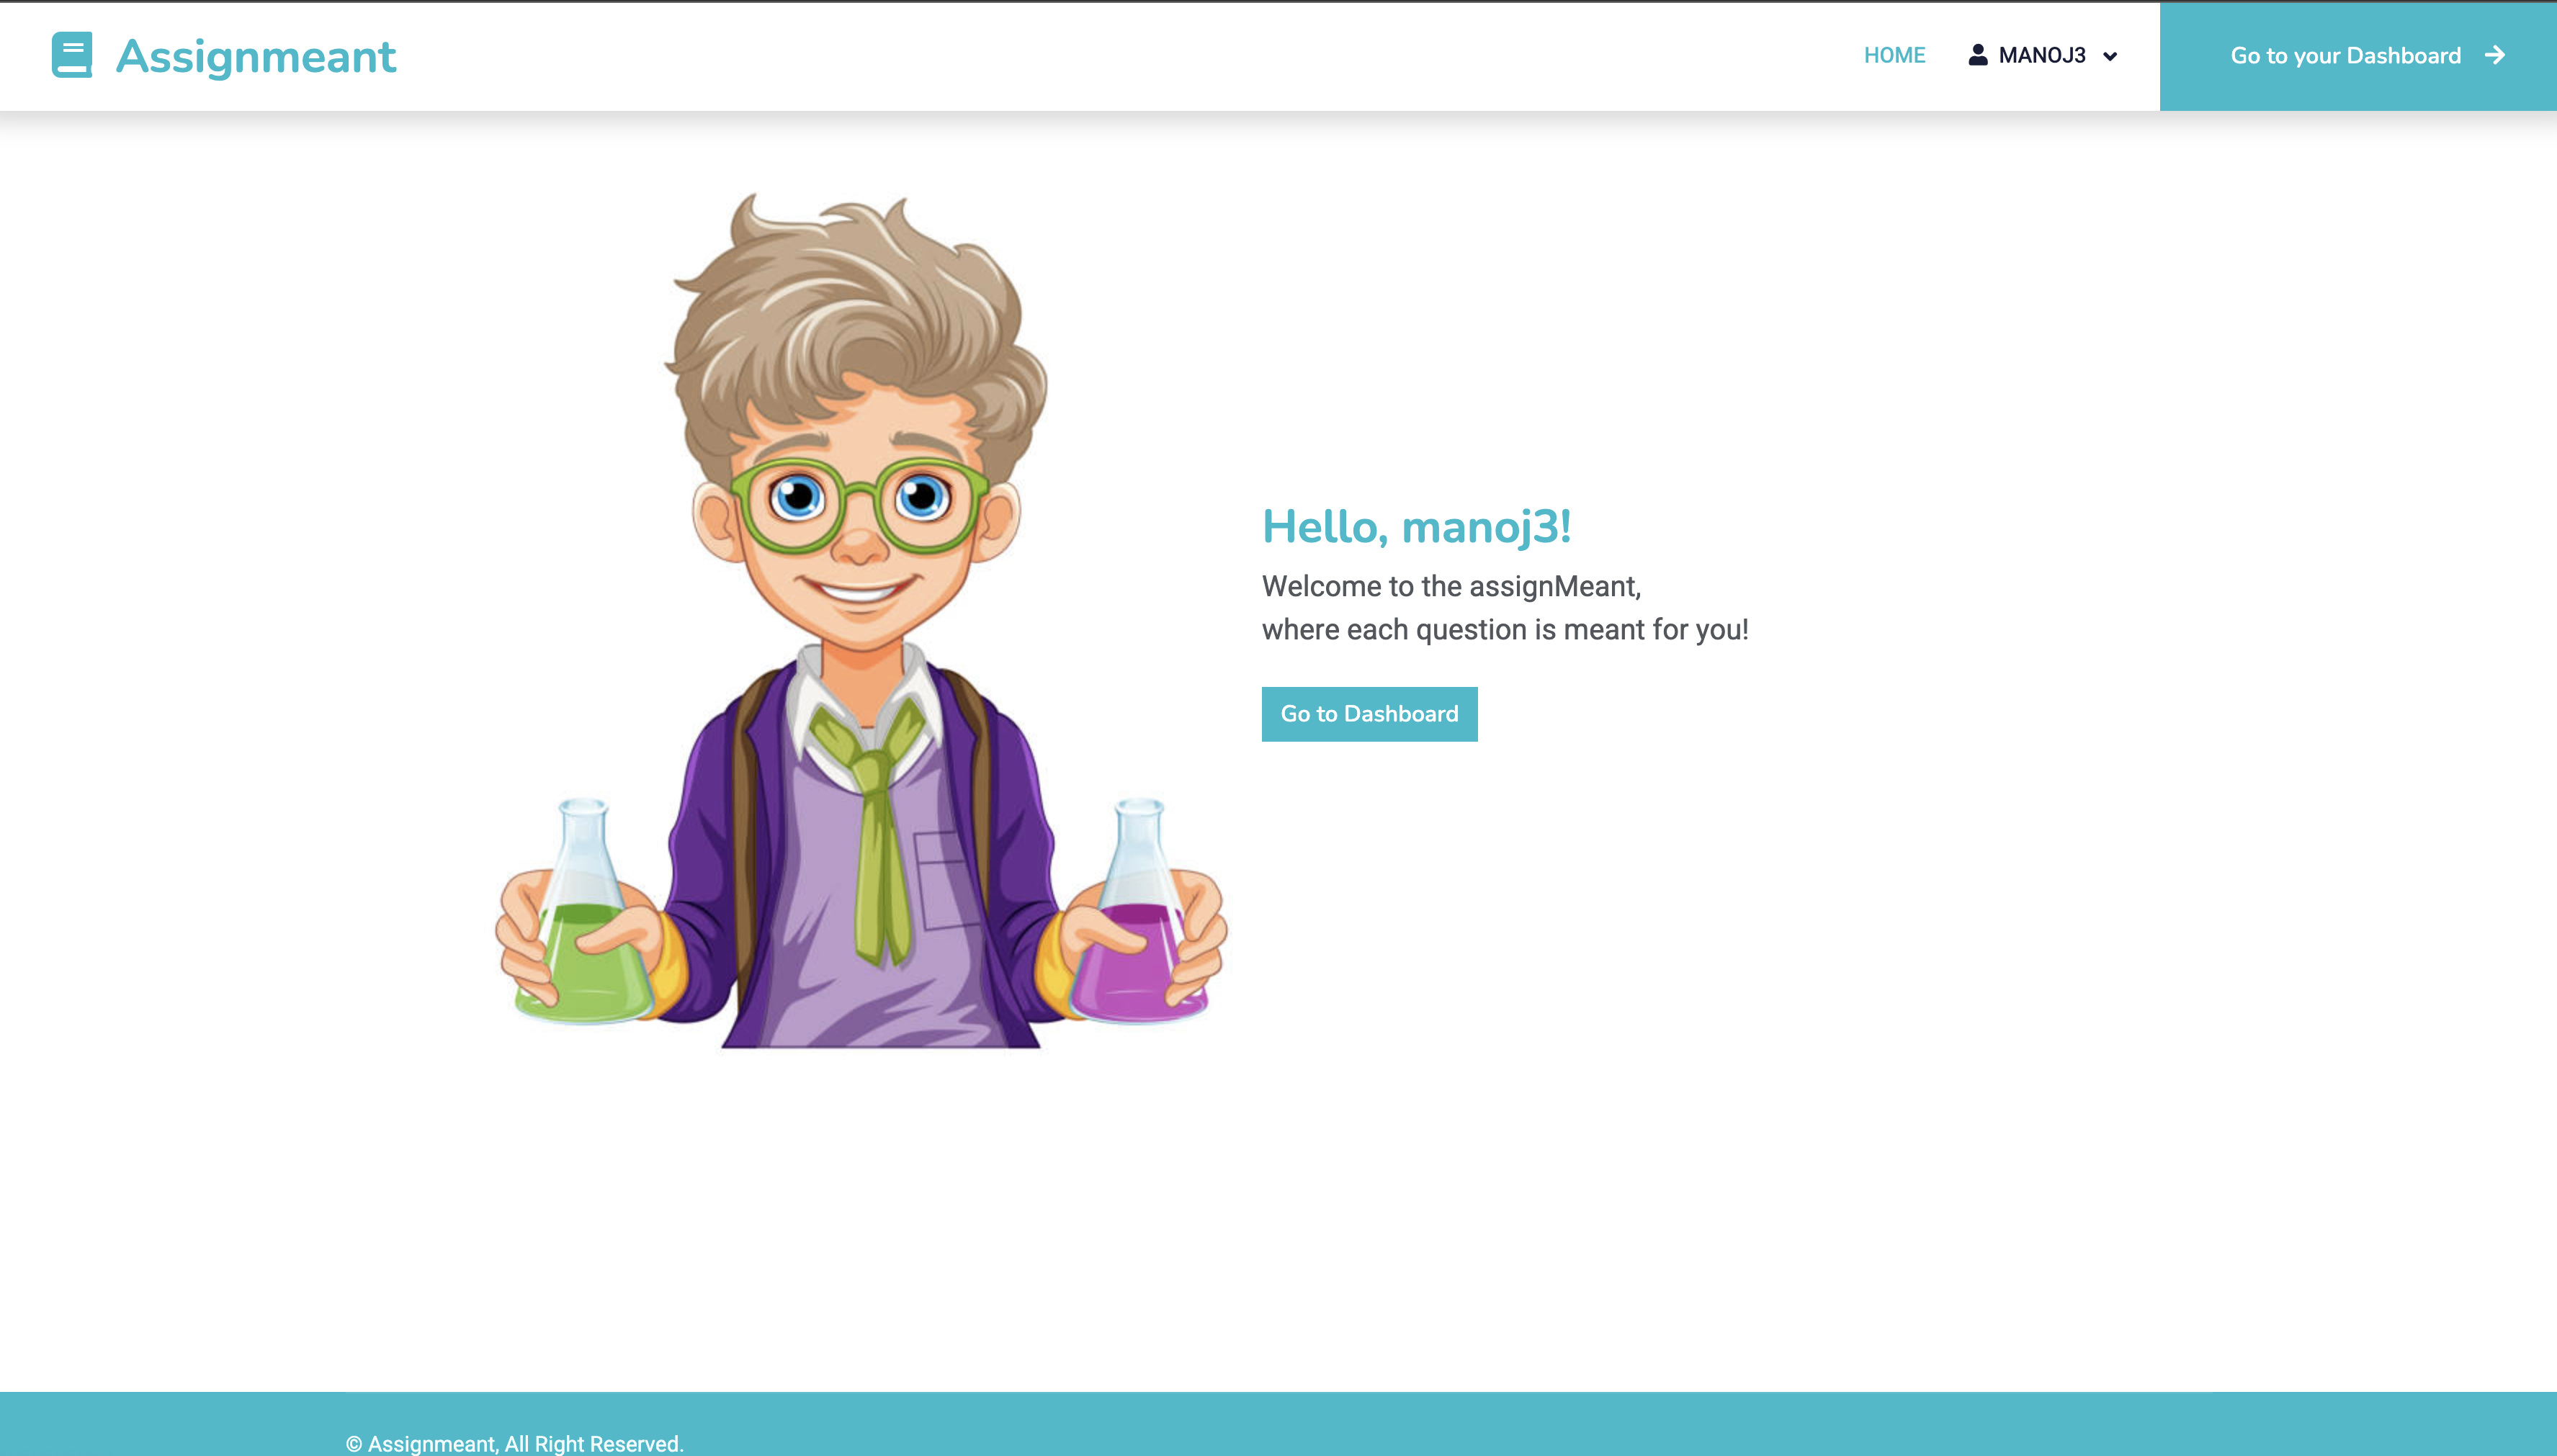 Assignmeant
HOME
MANOJ3
Go to your Dashboard
Hello, manoj3!
Welcome to the assignMeant,
where each question is meant for you!
Go to Dashboard
© Assignmeant, All Right Reserved.